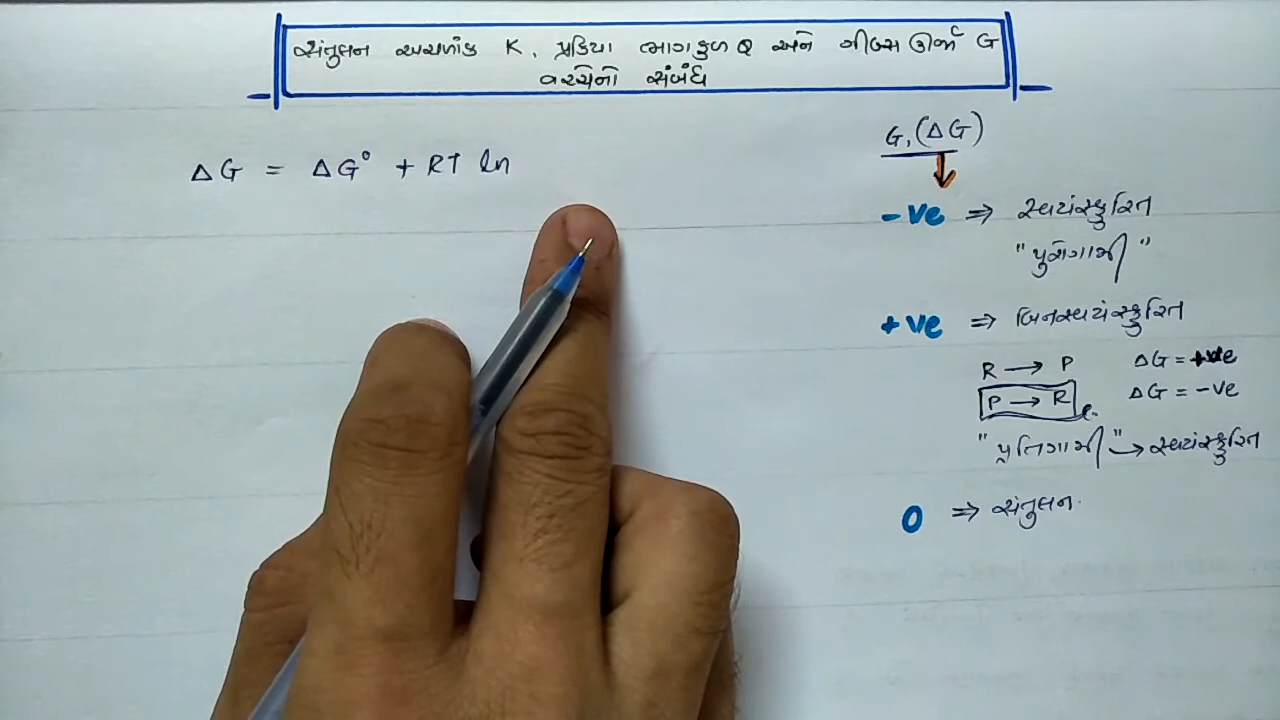 સંતુલન અચળાંક K, પ્રક્રિયા ભાગફળ Q અને ગીબ્સ ઊર્જા G
વચ્ચેનો સંબંધ
ΔG = ΔG° + RT ln
G, (ΔG)
-ve ⇒ સ્વયંસ્ફુરિત
"પુરોગામી"
+ve ⇒ બિનસ્વયંસ્ફુરિત
R → P ΔG = +ve
P → R ΔG = -ve
"પ્રતિગામી" → સ્વયંસ્ફુરિત
0 ⇒ સંતુલન.